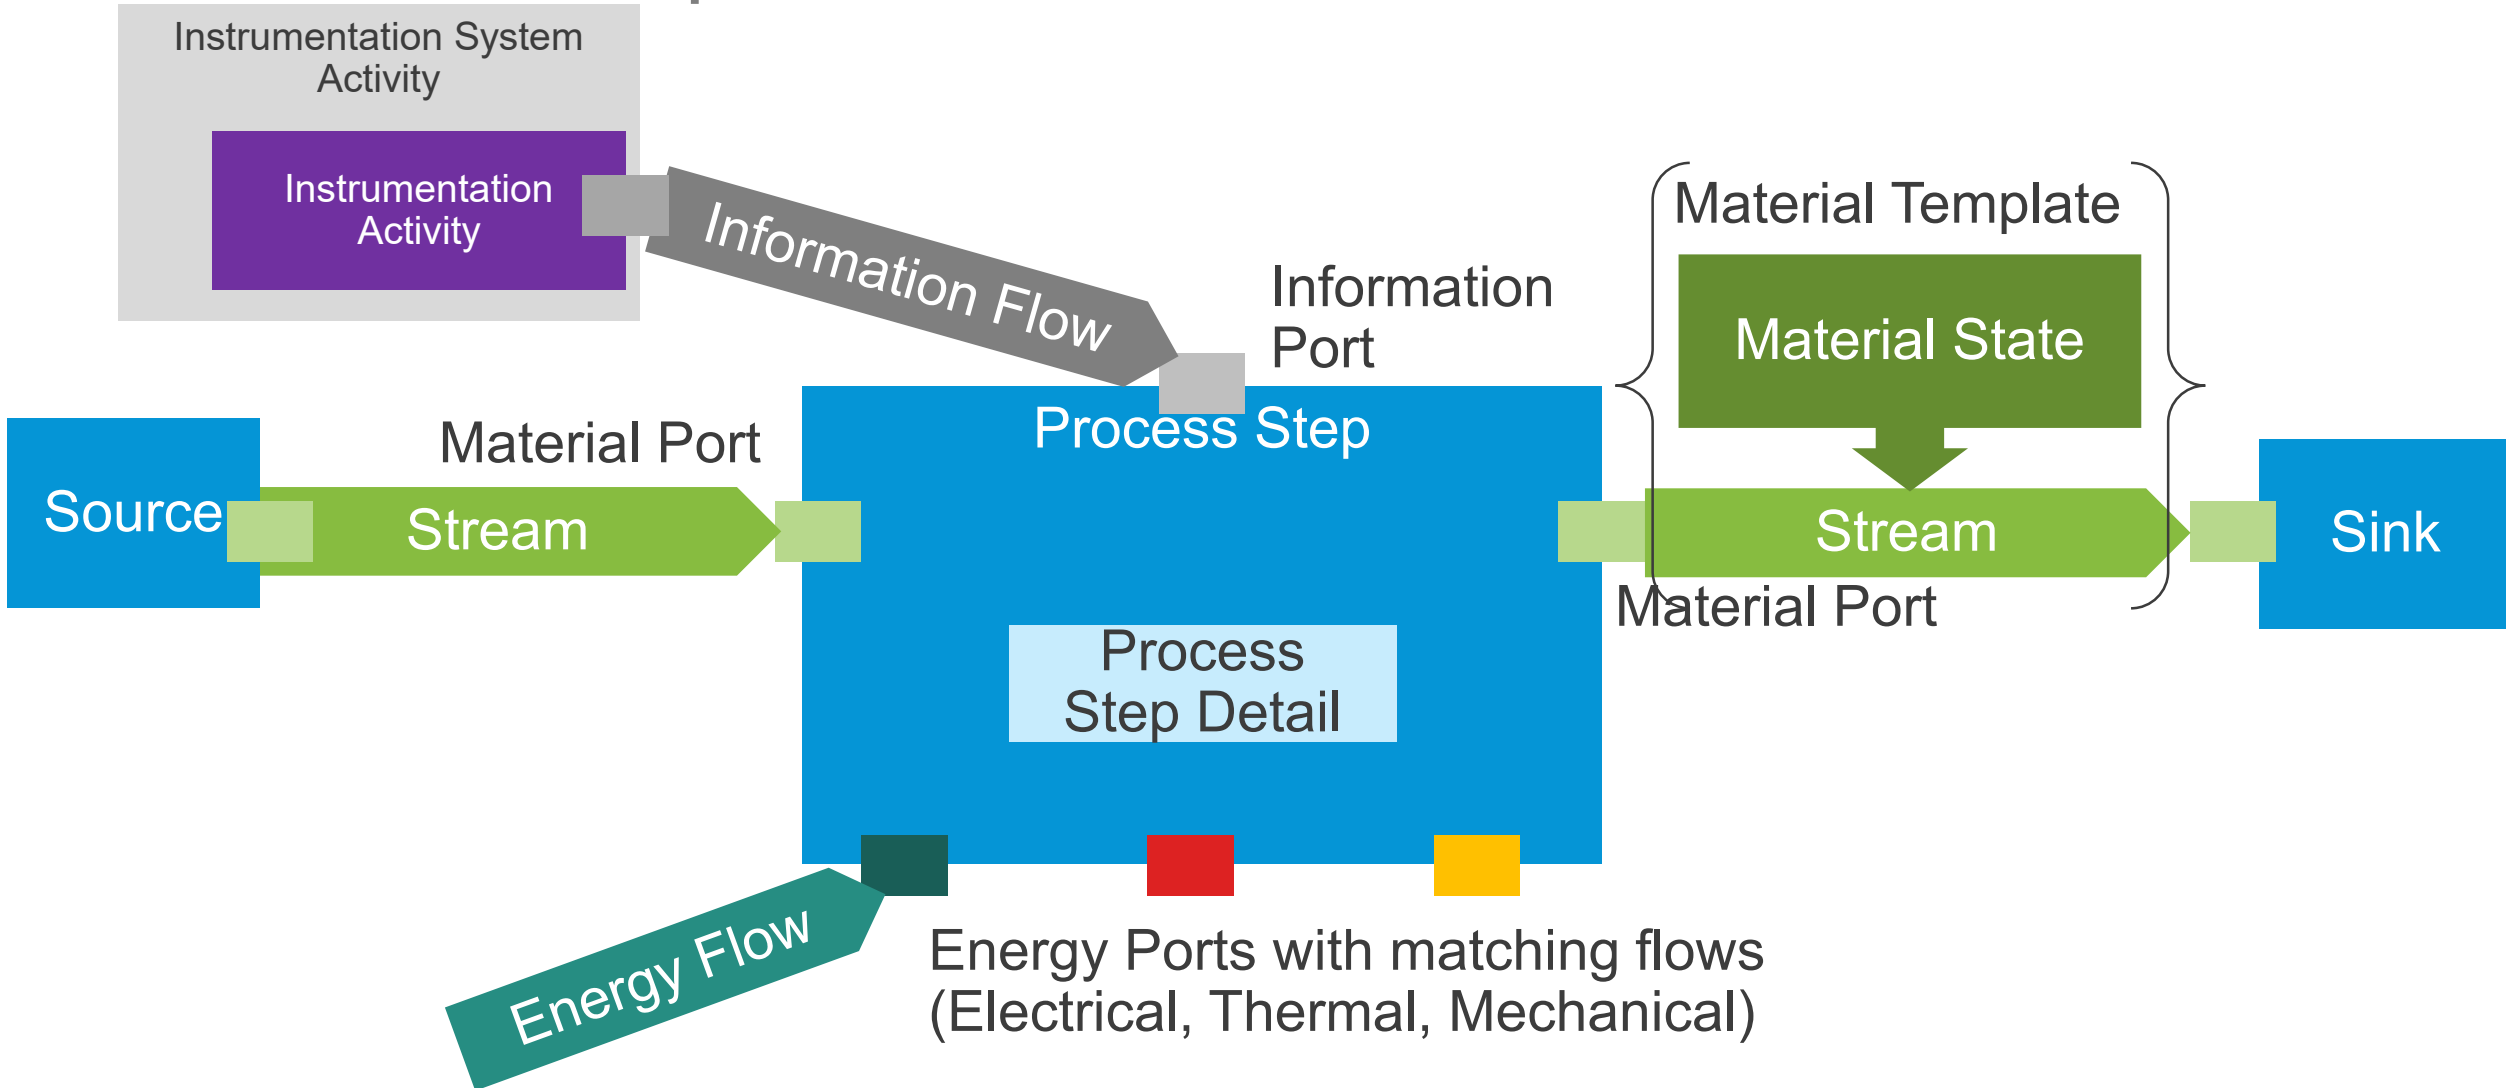 Instrumentation System
Activity
Instrumentation
Activity
Information Flow
Information
Port
Material Template
Material State
Material Port
Process Step
Source
Stream
Stream
Sink
Material Port
Process
Step Detail
Energy Flow
Energy Ports with matching flows
(Electrical, Thermal, Mechanical)